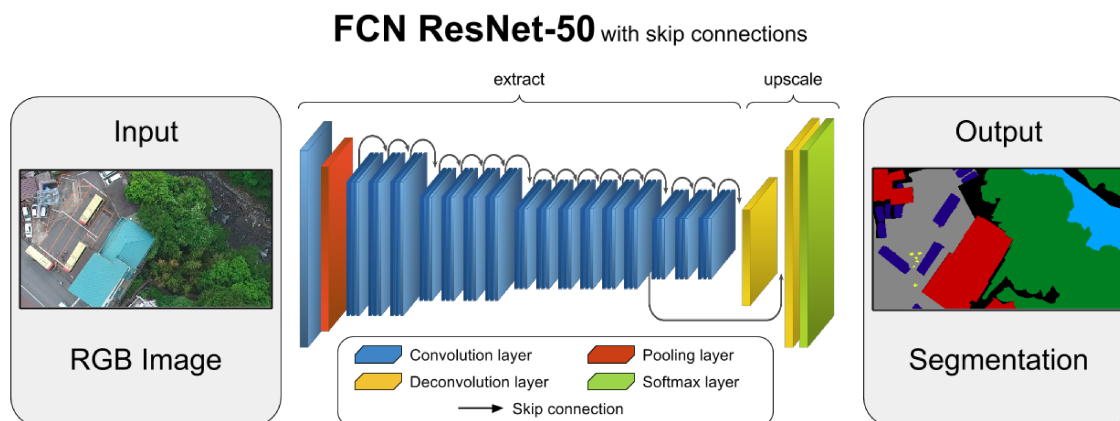 FCN ResNet-50 with skip connections
extract
upscale
Input
RGB Image
Output
Segmentation
Convolution layer
Pooling layer
Deconvolution layer
Softmax layer
Skip connection